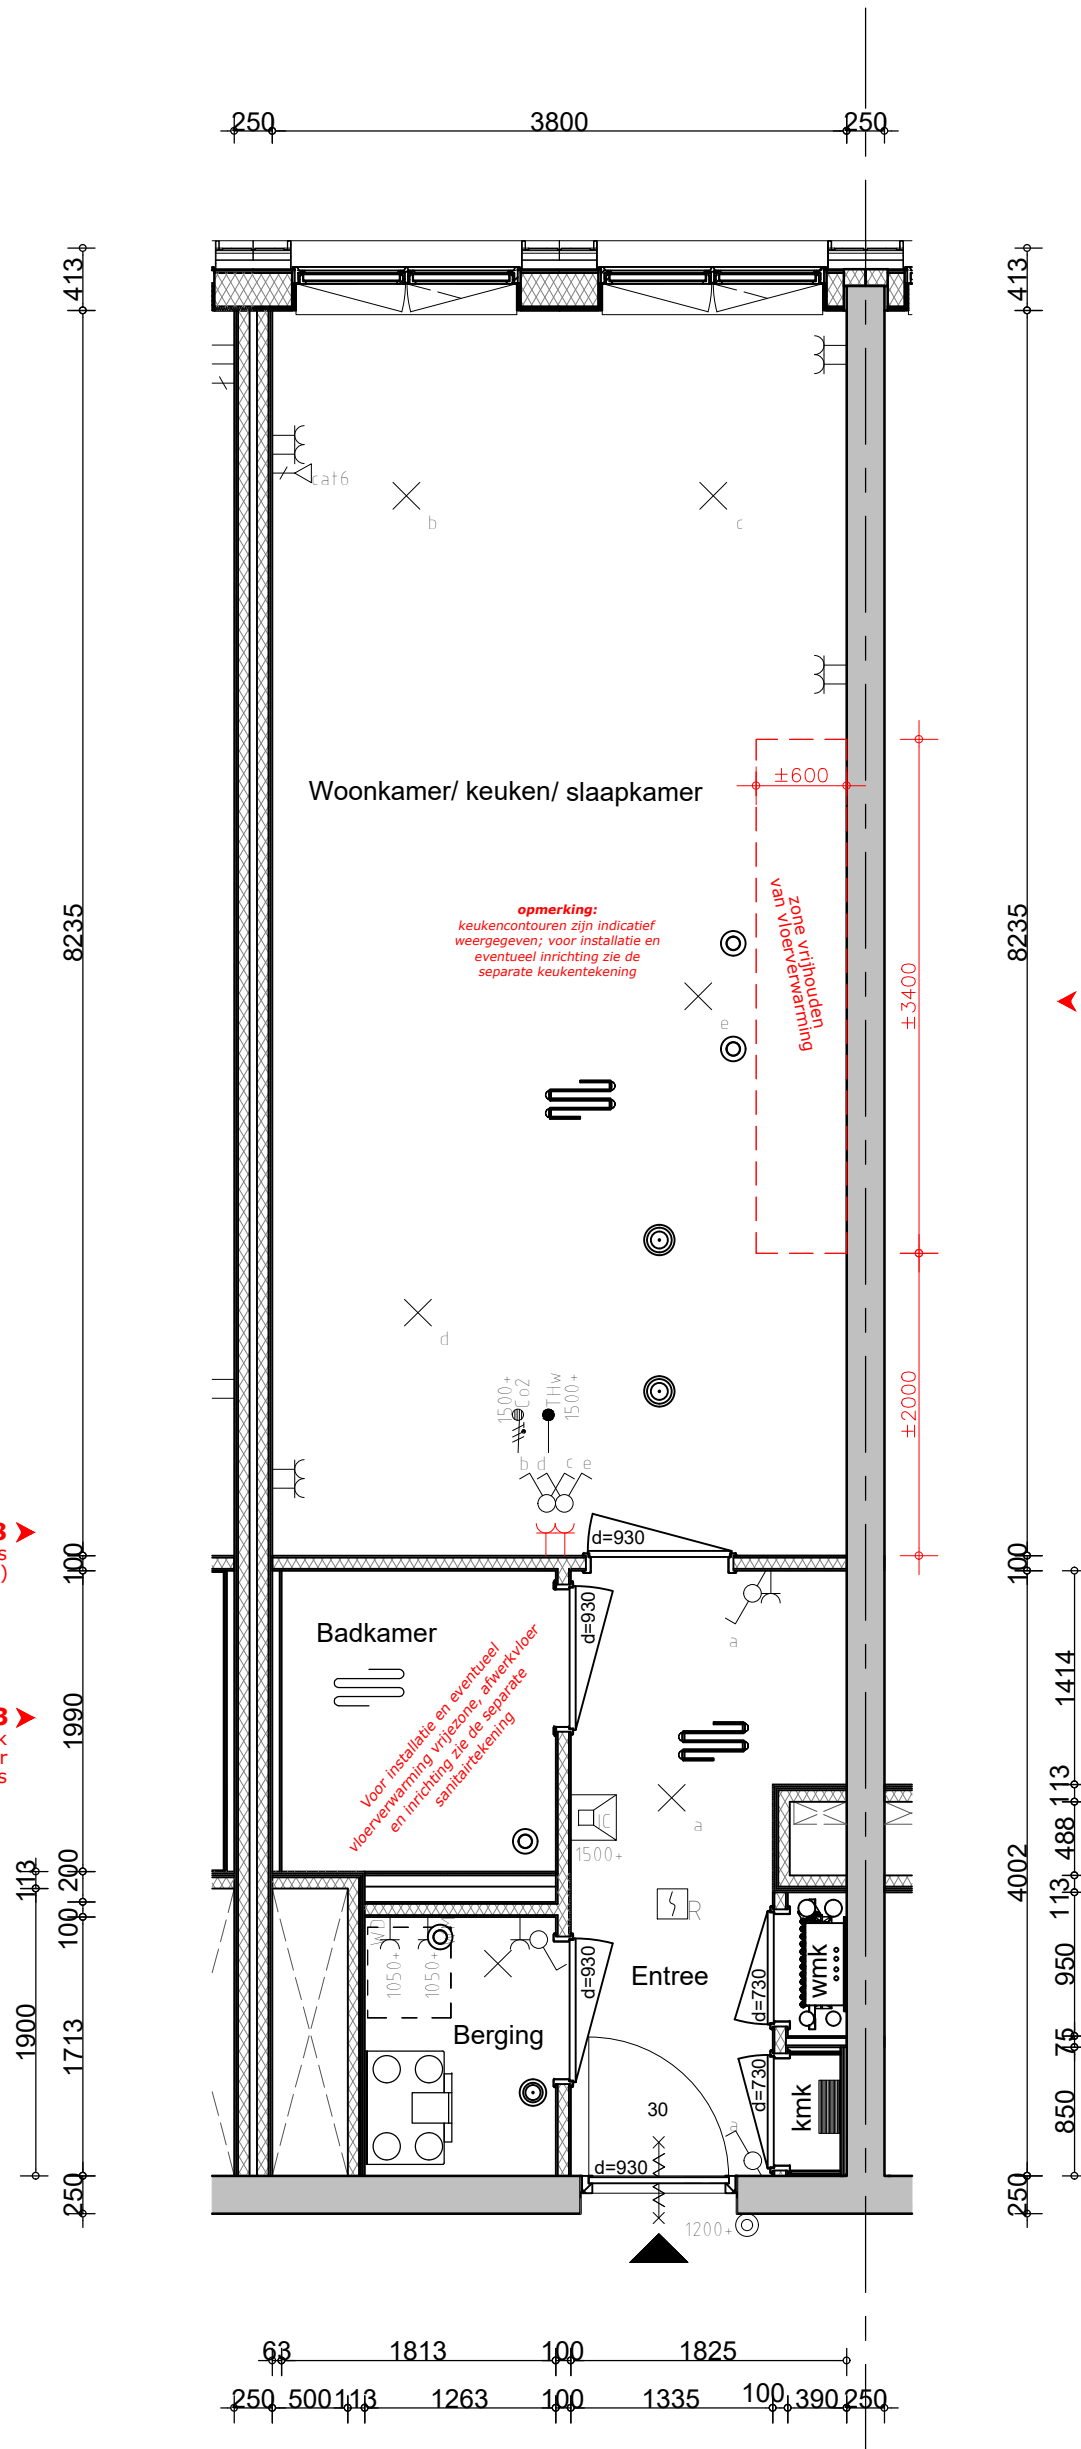 250
3800
250
413
413
cat6
b
c
Woonkamer/ keuken/ slaapkamer
±600
opmerking:
keukencontouren zijn indicatief
weergegeven; voor installatie en
eventueel inrichting zie de
separate keukentekening
zone vrijhouden
van vloerverwarming
8235
8235
±3400
e
d
±2000
1500+
Co2
THw
1500+
b d c e
d=930
3
s
)
100
100
Badkamer
d=930
a
Voor installatie en eventueel
vloerverwarming vrijezone, afwerkvloer
en inrichting zie de separate
sanitairtekening
3
k
r
s
1990
1414
a
113
IC
1500+
488
113
200
4002
113
R
100
WD
1050+
1050+
d=930
Entree
d=730
wmk
950
Berging
75
1900
1713
d=730
kmk
850
30
a
d=930
250
250
1200+
63
1813
100
1825
250
500
113
1263
100
1335
100
390
250